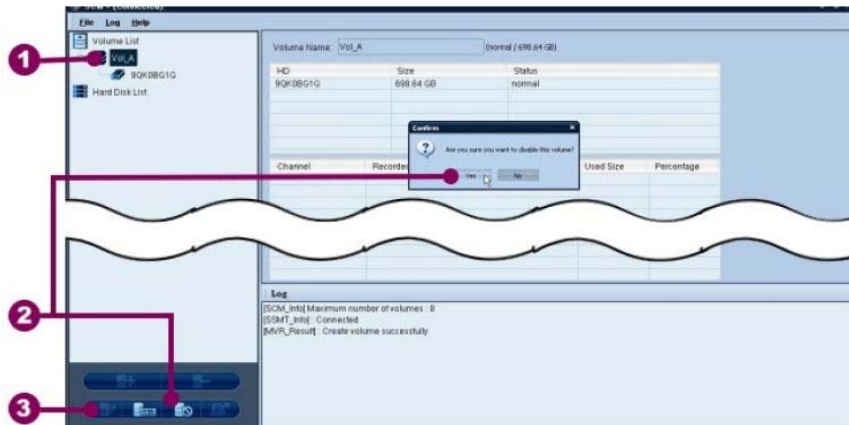 SCM - (connected)
File Log Help
Volume List
Vol_A
9QK0BG1G
Hard Disk List
Volume Name: Vol_A (normal / 698.64 GB)
HD Size Status
9QK0BG1G 698.64 GB normal
Confirm
Are you sure you want to disable this volume?
Yes No
Channel Recorded Used Size Percentage
Log
[SCM_Info] Maximum number of volumes : 8
[SSMT_Info] : Connected
[MVR_Result] : Create volume successfully
1
2
3